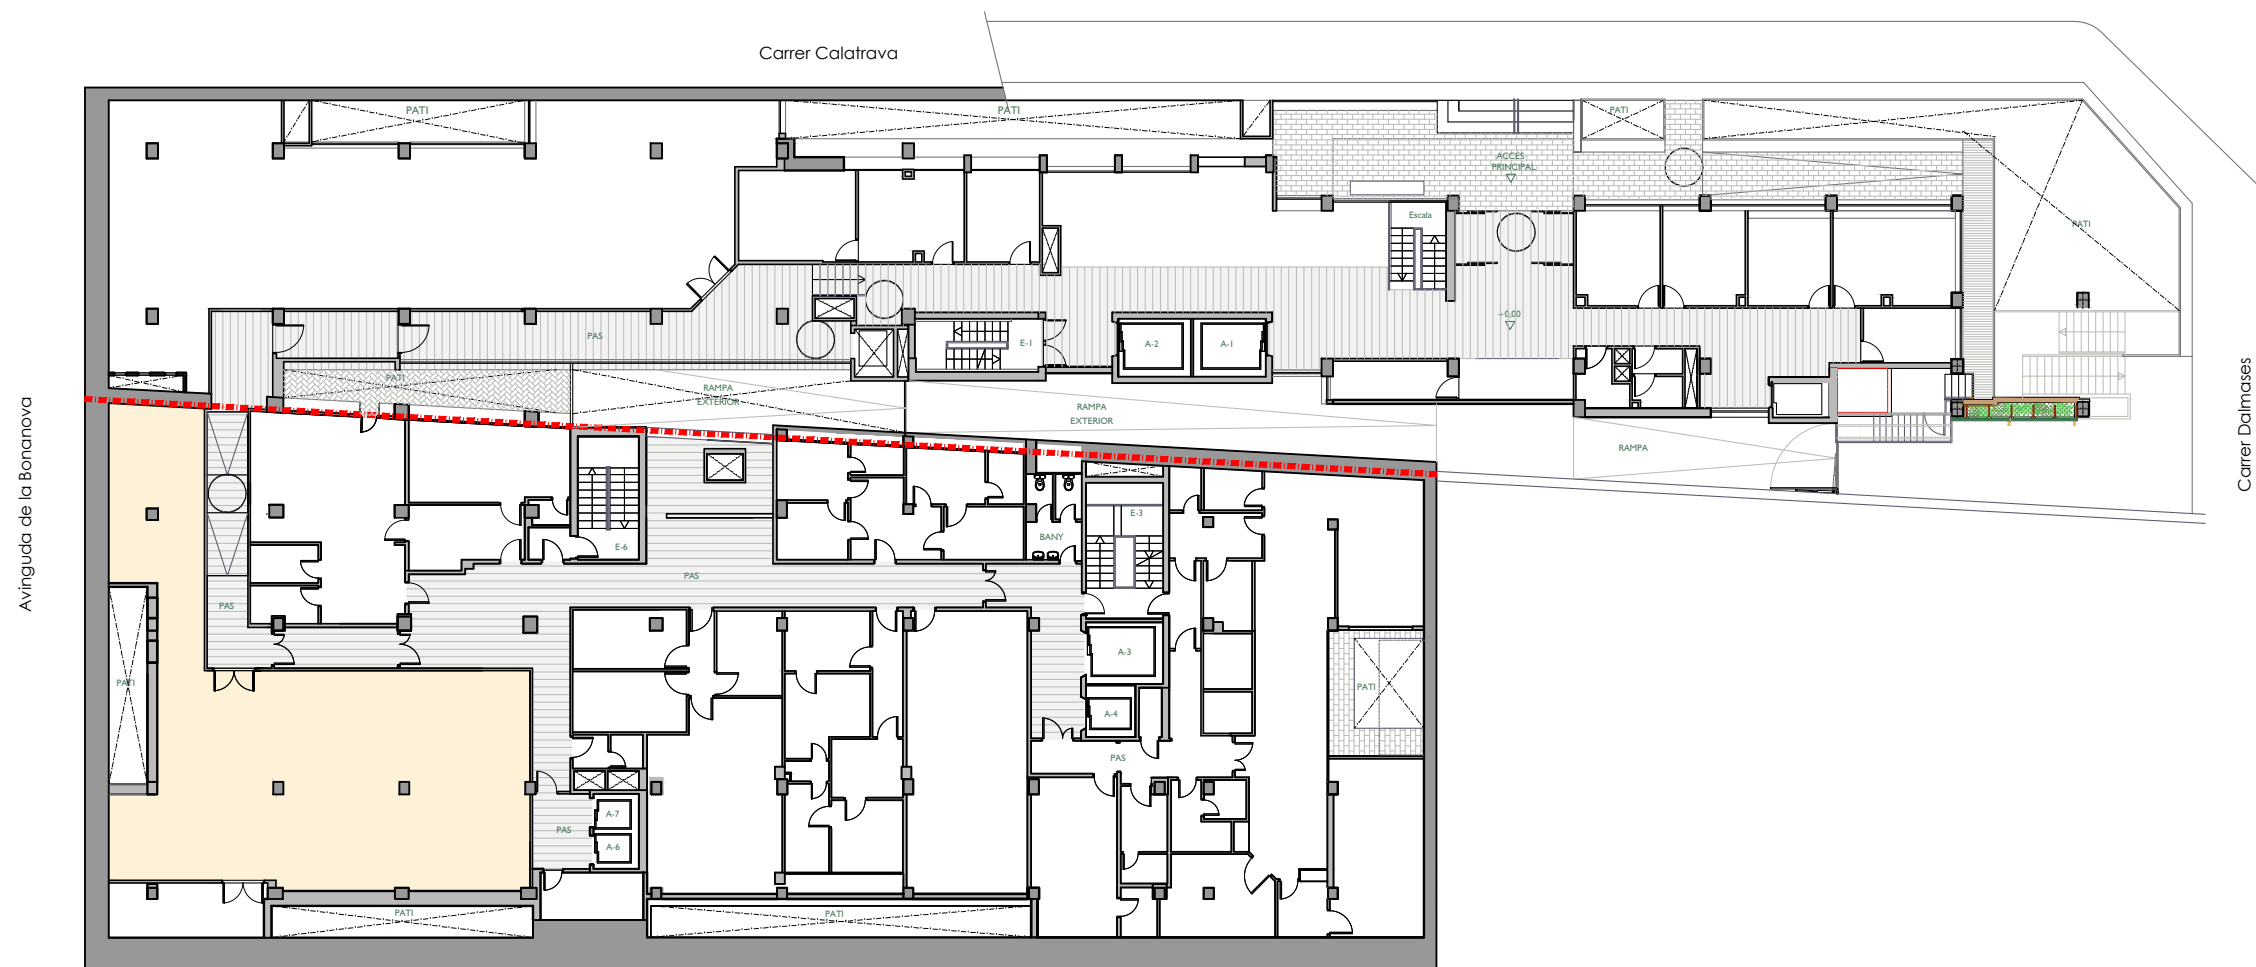 Carrer Calatrava
PATI
PATI
PATI
ACCÉS
PRINCIPAL
Escala
PATI
+0,00
PAS
E-1
A-2
A-1
PATI
RAMPA
EXTERIOR
RAMPA
EXTERIOR
RAMPA
Avinguda de la Bonanova
Carrer Dalmases
E-6
E-3
BANY
PAS
PAS
A-3
PATI
PATI
A-4
PAS
A-7
PAS
A-6
PATI
PATI